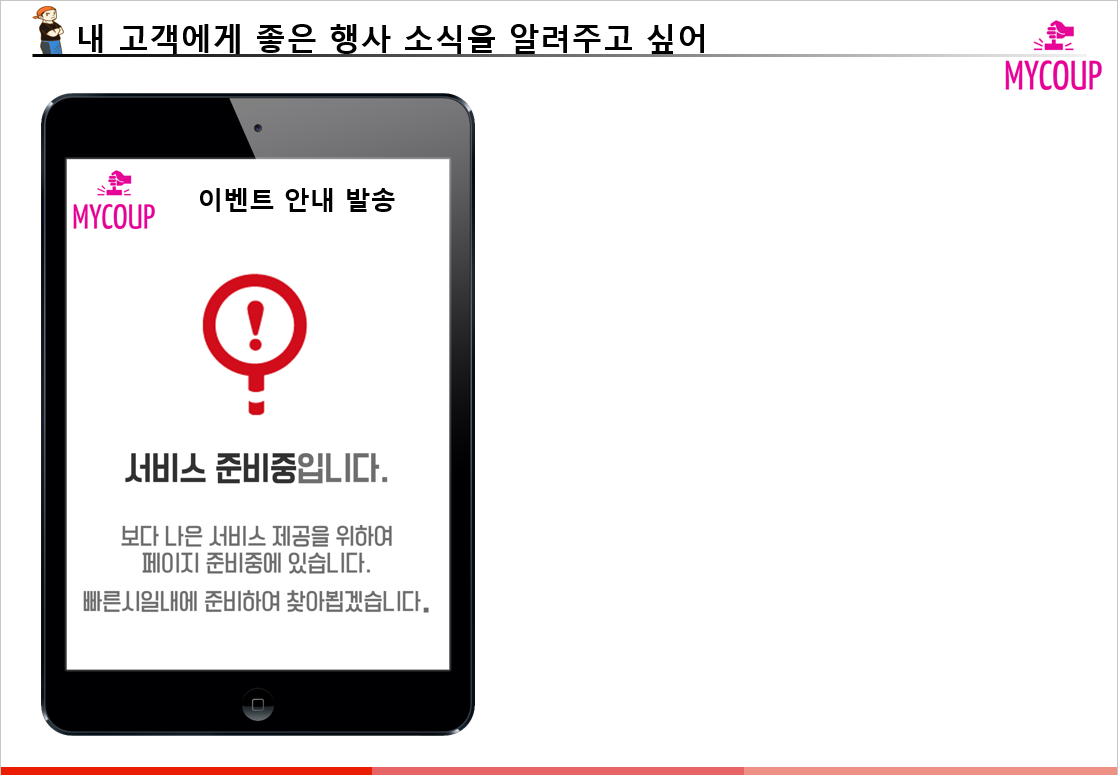 내 고객에게 좋은 행사 소식을 알려주고 싶어
MYCOUP
MYCOUP
이벤트 안내 발송
서비스 준비중입니다.
보다 나은 서비스 제공을 위하여
페이지 준비중에 있습니다.
빠른시일내에 준비하여 찾아뵙겠습니다.